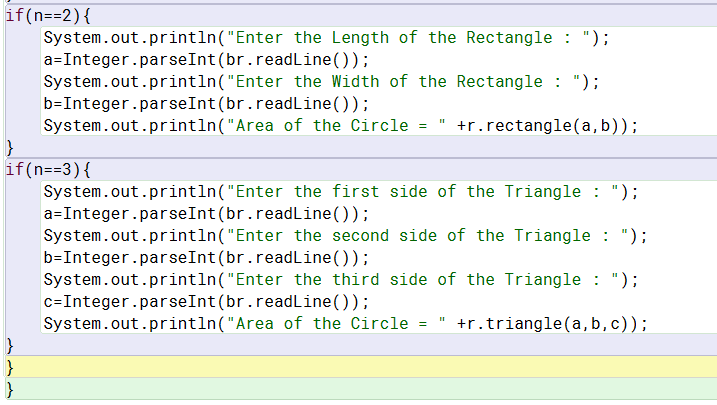 if(n==2){
System.out.println("Enter the Length of the Rectangle : ");
a=Integer.parseInt(br.readLine());
System.out.println("Enter the Width of the Rectangle : ");
b=Integer.parseInt(br.readLine());
System.out.println("Area of the Circle = " +r.rectangle(a,b));
}
if(n==3){
System.out.println("Enter the first side of the Triangle : ");
a=Integer.parseInt(br.readLine());
System.out.println("Enter the second side of the Triangle : ");
b=Integer.parseInt(br.readLine());
System.out.println("Enter the third side of the Triangle : ");
c=Integer.parseInt(br.readLine());
System.out.println("Area of the Circle = " +r.triangle(a,b,c));
}
}
}